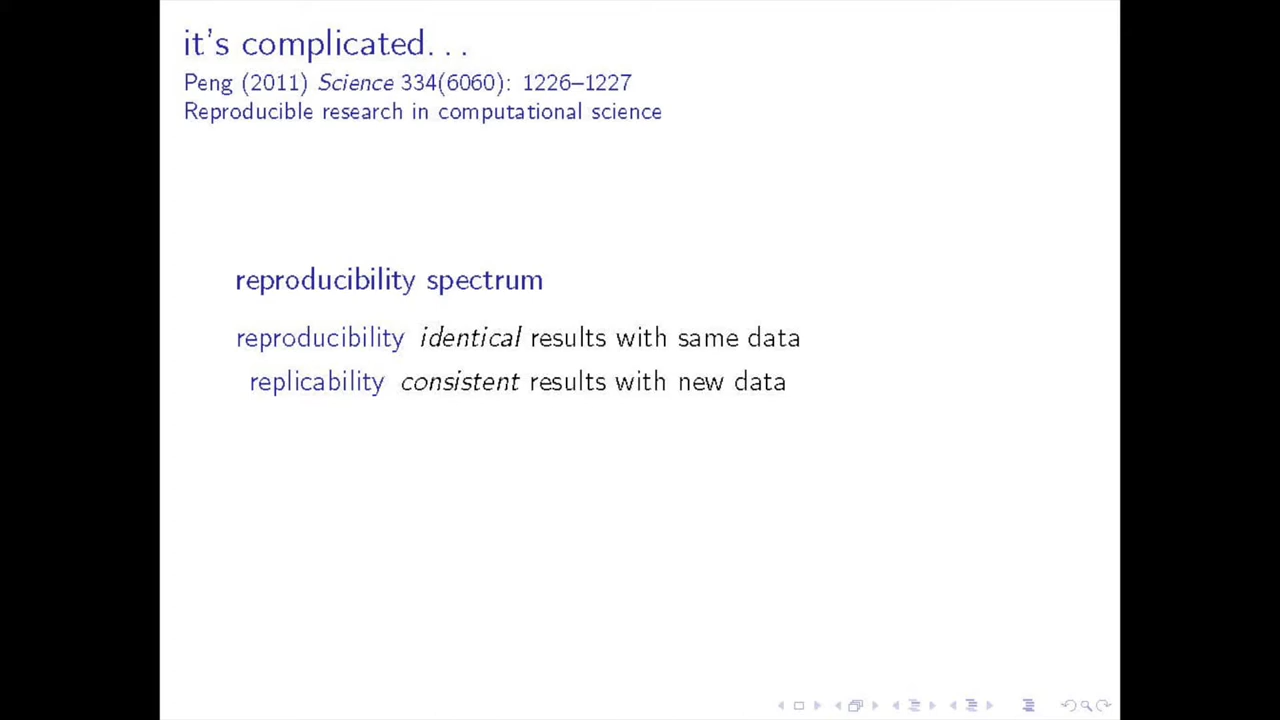 it's complicated. . .
Peng (2011) Science 334(6060): 1226–1227
Reproducible research in computational science
reproducibility spectrum
reproducibility identical results with same data
replicability consistent results with new data